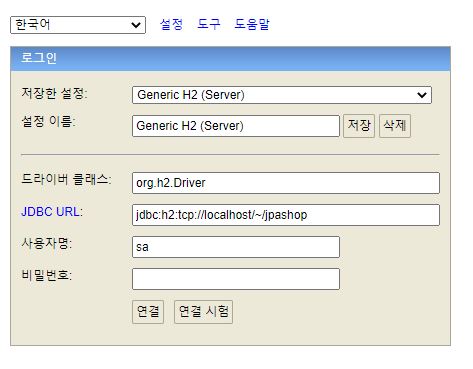 한국어 설정 도구 도움말
로그인
저장한 설정: Generic H2 (Server)
설정 이름: Generic H2 (Server) 저장 삭제
드라이버 클래스: org.h2.Driver
JDBC URL: jdbc:h2:tcp://localhost/~/jpashop
사용자명: sa
비밀번호:
연결 연결 시험